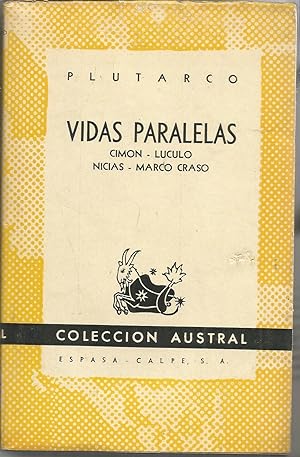 PLUTARCO
VIDAS PARALELAS
CIMON - LUCULO
NICIAS - MARCO CRASO
L COLECCION AUSTRAL
ESPASA - CALPE, S. A.